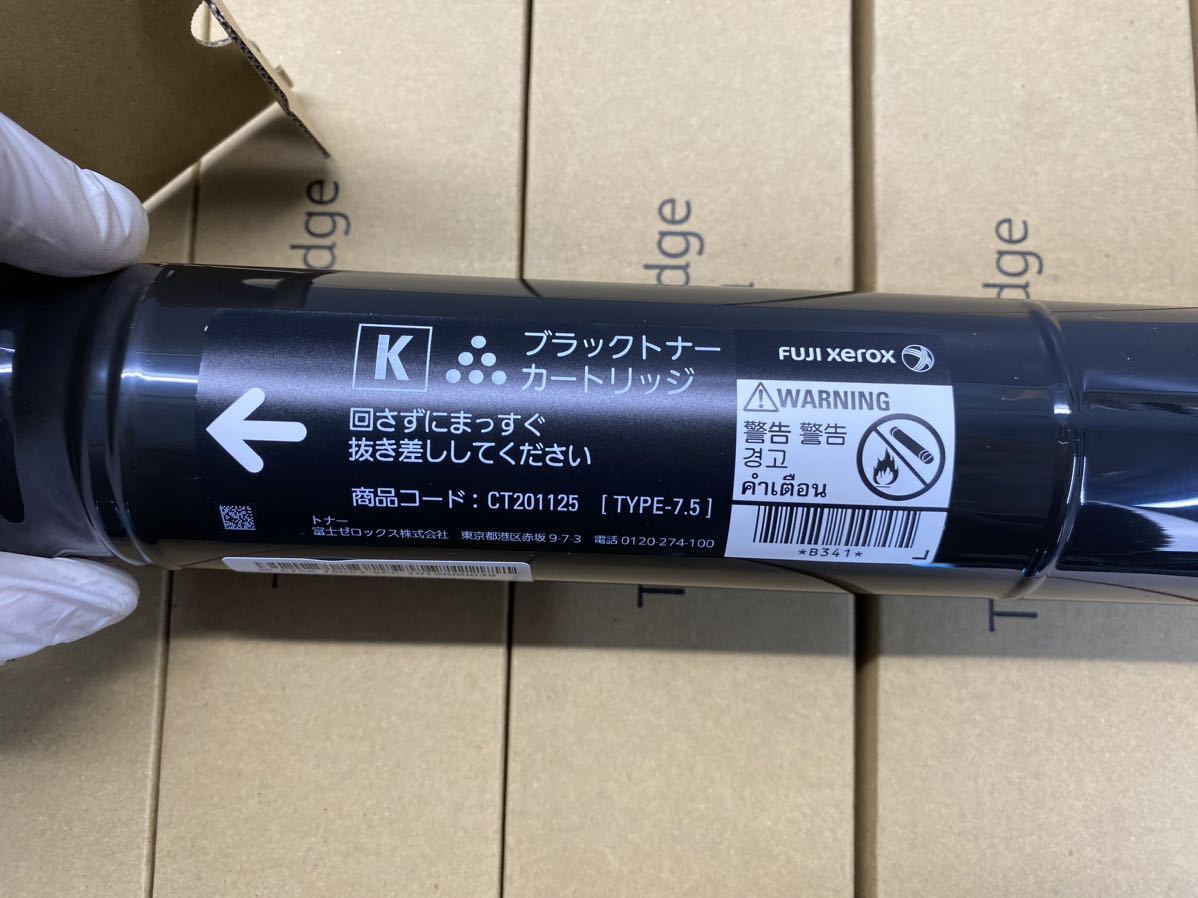 K
ブラックトナー
カートリッジ
回さずにまっすぐ
抜き差ししてください
商品コード : CT201125 [ TYPE-7.5 ]
トナー
富士ゼロックス株式会社 東京都港区赤坂 9-7-3 電話 0120-274-100
FUJI xerox
WARNING
警告 警告
경고
คำเตือน
*B341*
dge
dge
dge